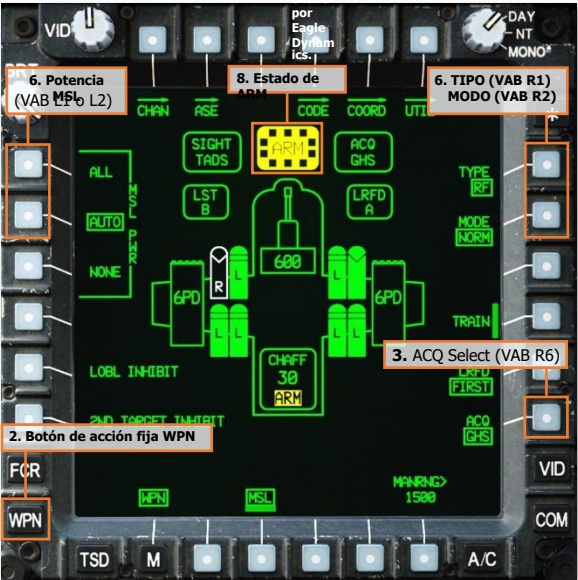 por
Eagle
Dynam
ics.
VID
DAY
NT
MONO*
BRT
6. Potencia
MSL
(VAB L1 o L2)
8. Estado de
ARM
6. TIPO (VAB R1)
MODO (VAB R2)
*
CHAN
ASE
CODE
COORD
UTIL
SIGHT
TADS
ARM
ACQ
GHS
ALL
TYPE
RF
LST
B
LRFD
A
MSL PWR
AUTO
MODE
NORM
NONE
600
L
L
R
6PD
6PD
TRAIN
L
L
L
L
3. ACQ Select (VAB R6)
CHAFF
30
ARM
LOBL INHIBIT
LRFD
FIRST
2ND TARGET INHIBIT
ACQ
GHS
2. Botón de acción fija WPN
FCR
VID
MANRNG>
1500
WPN
MSL
WPN
COM
TSD
M
A/C